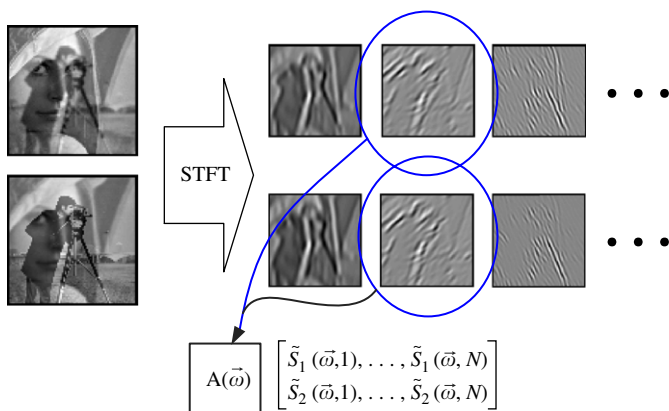 STFT
• • •
• • •
A(ω⃗)
S̃₁(ω⃗,1), . . . , S̃₁(ω⃗, N)
S̃₂(ω⃗,1), . . . , S̃₂(ω⃗, N)